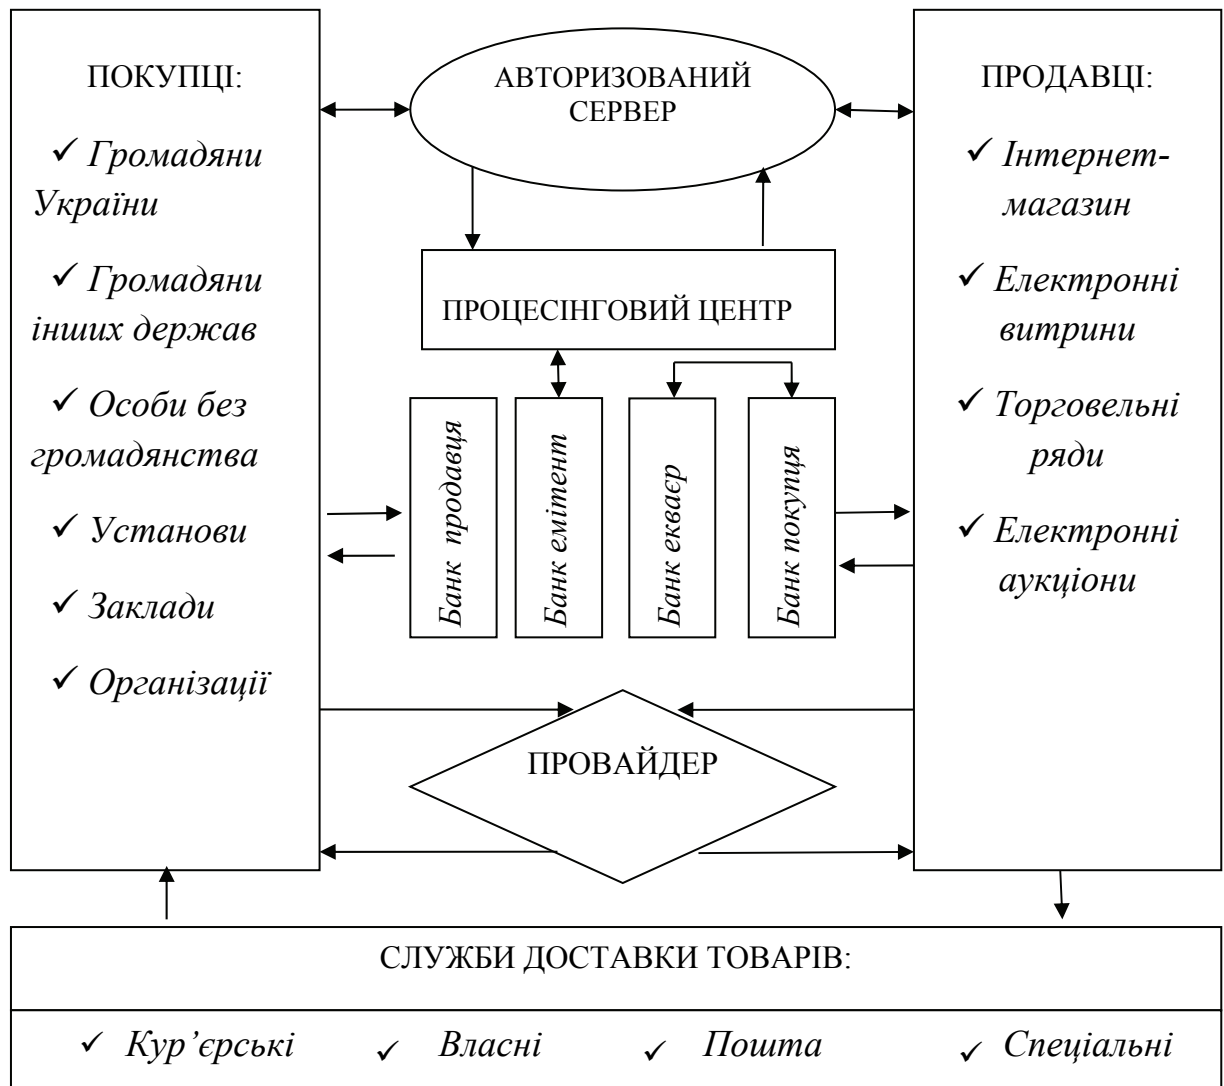 ПОКУПЦІ:
✓ Громадяни
України
✓ Громадяни
інших держав
✓ Особи без
громадянства
✓ Установи
✓ Заклади
✓ Організації
АВТОРИЗОВАНИЙ
СЕРВЕР
ПРОЦЕСІНГОВИЙ ЦЕНТР
Банк продавця
Банк емітент
Банк екваєр
Банк покупця
ПРОВАЙДЕР
ПРОДАВЦІ:
✓ Інтернет-
магазин
✓ Електронні
витрини
✓ Торговельні
ряди
✓ Електронні
аукціони
СЛУЖБИ ДОСТАВКИ ТОВАРІВ:
✓ Кур’єрські ✓ Власні ✓ Пошта ✓ Спеціальні